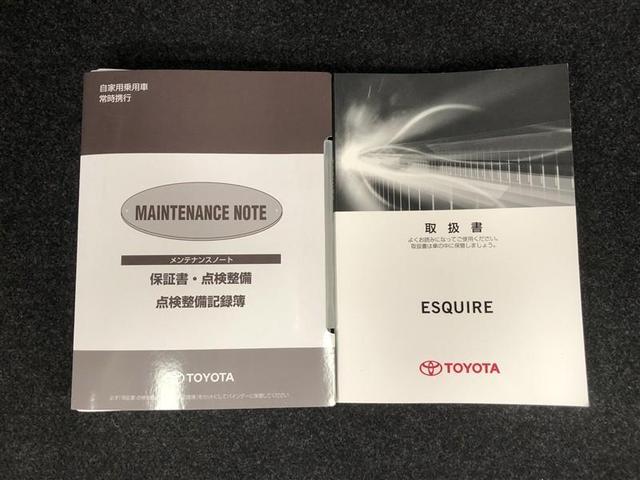 自家用乗用車
常時携行
MAINTENANCE NOTE
メンテナンスノート
保証書・点検整備
点検整備記録簿
TOYOTA
取扱書
よくお読みになってご使用ください。
取扱書は車の中に保管しましょう。
ESQUIRE
TOYOTA